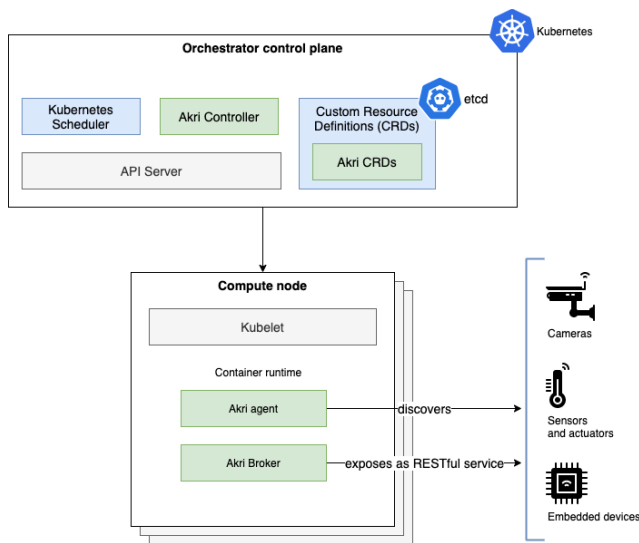 Kubernetes
Orchestrator control plane
etcd
Kubernetes
Scheduler
Akri Controller
Custom Resource
Definitions (CRDs)
Akri CRDs
API Server
Compute node
Kubelet
Container runtime
Akri agent
discovers
Akri Broker
exposes as RESTful service
Cameras
Sensors
and actuators
Embedded devices